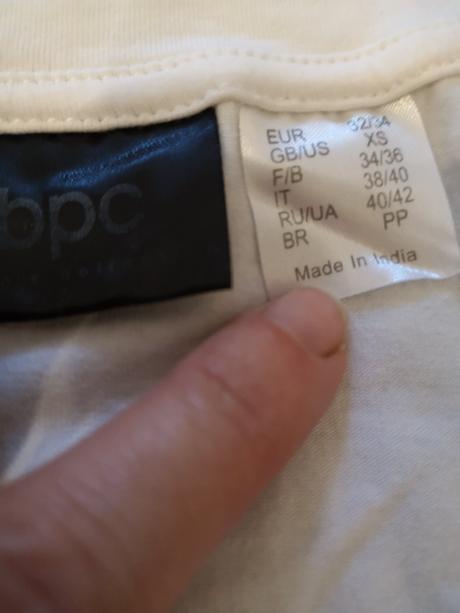 bpc
EUR 32/34
GB/US XS
F/B 34/36
IT 38/40
RU/UA 40/42
BR PP
Made In India